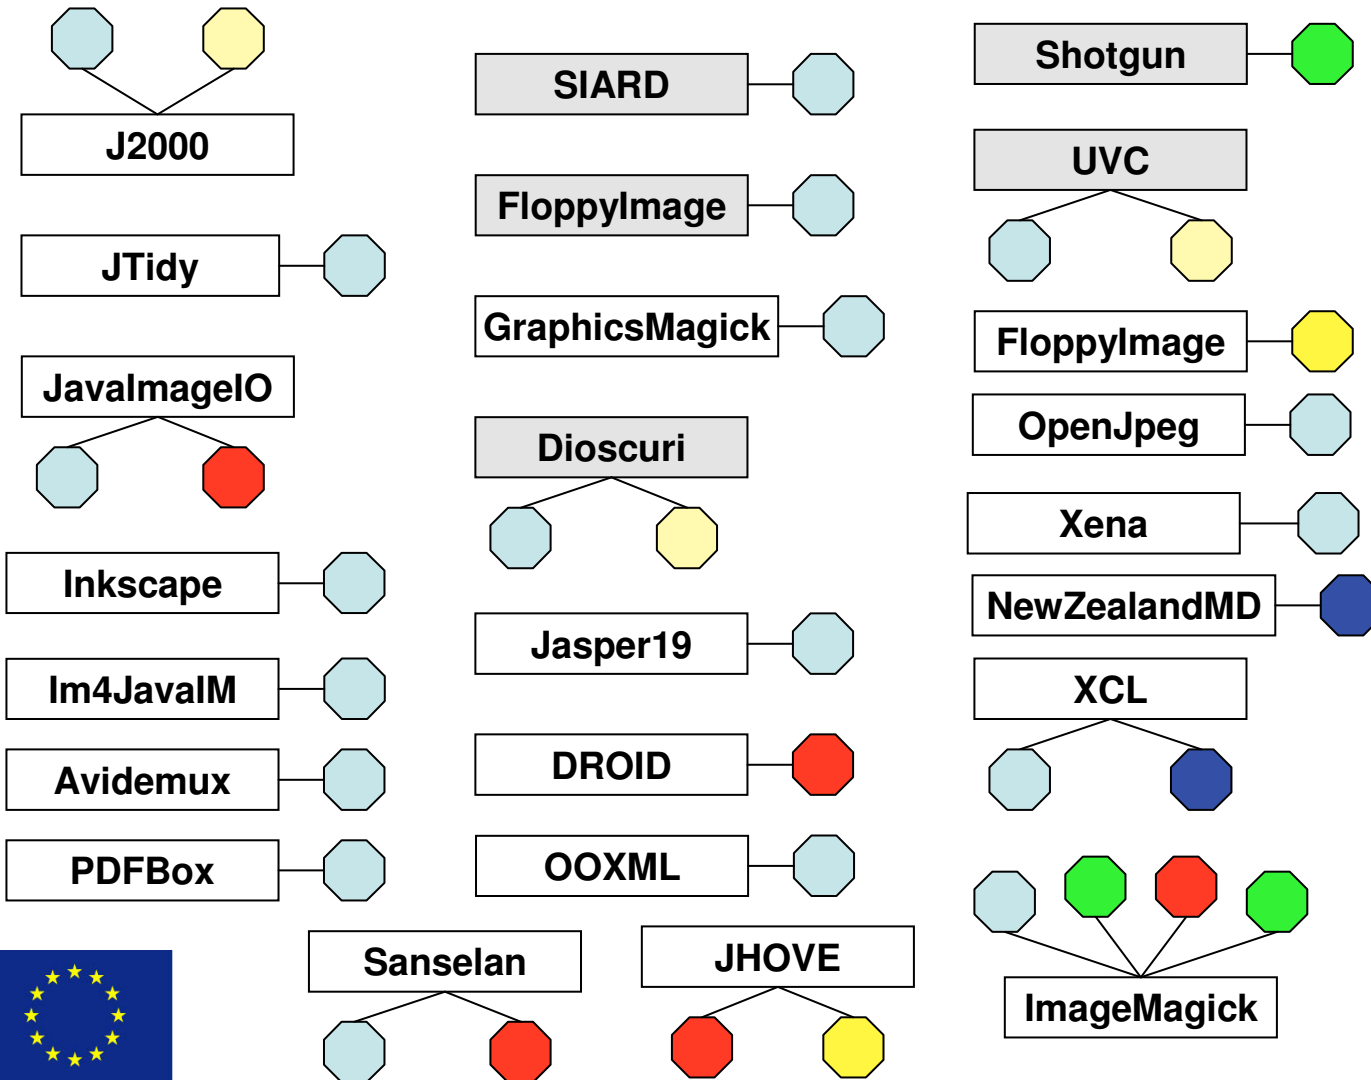 J2000
JTidy
JavaImageIO
Inkscape
Im4JavaIM
Avidemux
PDFBox
SIARD
FloppyImage
GraphicsMagick
Dioscuri
Jasper19
DROID
OOXML
Sanselan
JHOVE
Shotgun
UVC
FloppyImage
OpenJpeg
Xena
NewZealandMD
XCL
ImageMagick